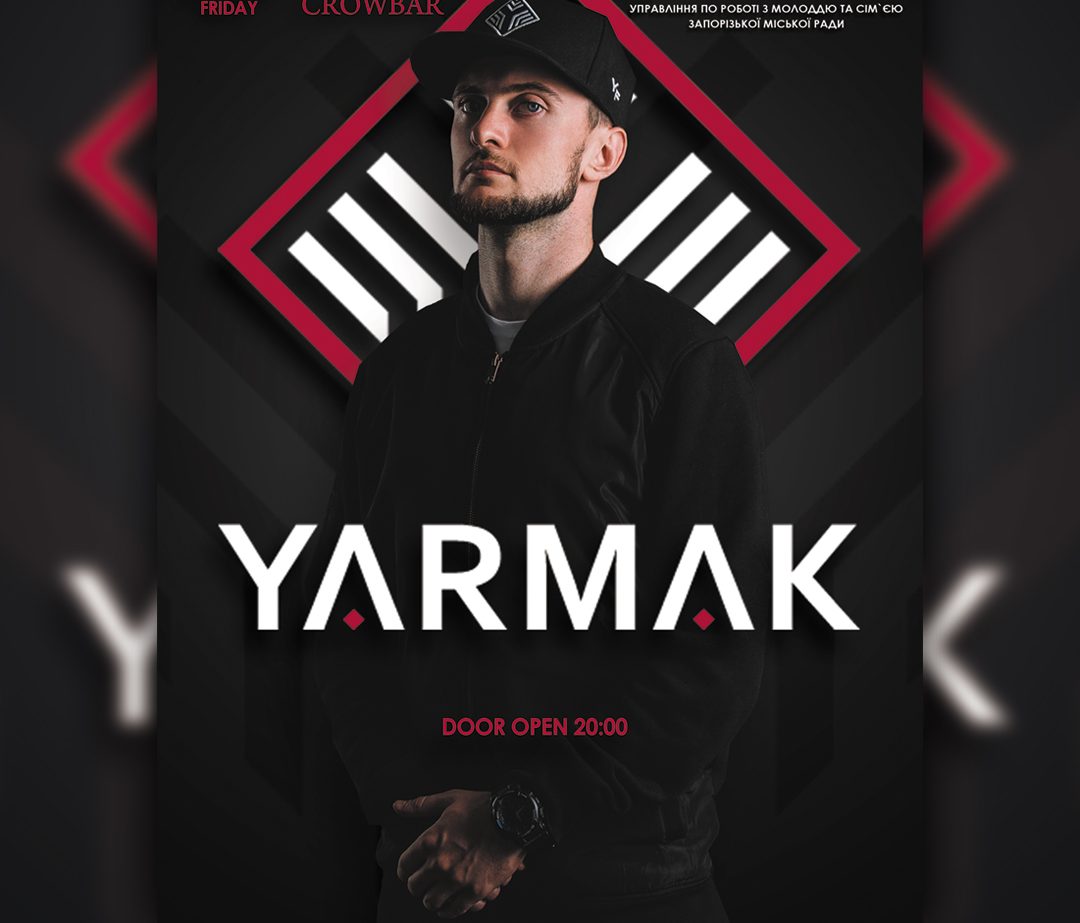 FRIDAY
CROWBAR
УПРАВЛІННЯ ПО РОБОТІ З МОЛОДДЮ ТА СІМ`ЄЮ
ЗАПОРІЗЬКОЇ МІСЬКОЇ РАДИ
YARMAK
DOOR OPEN 20:00